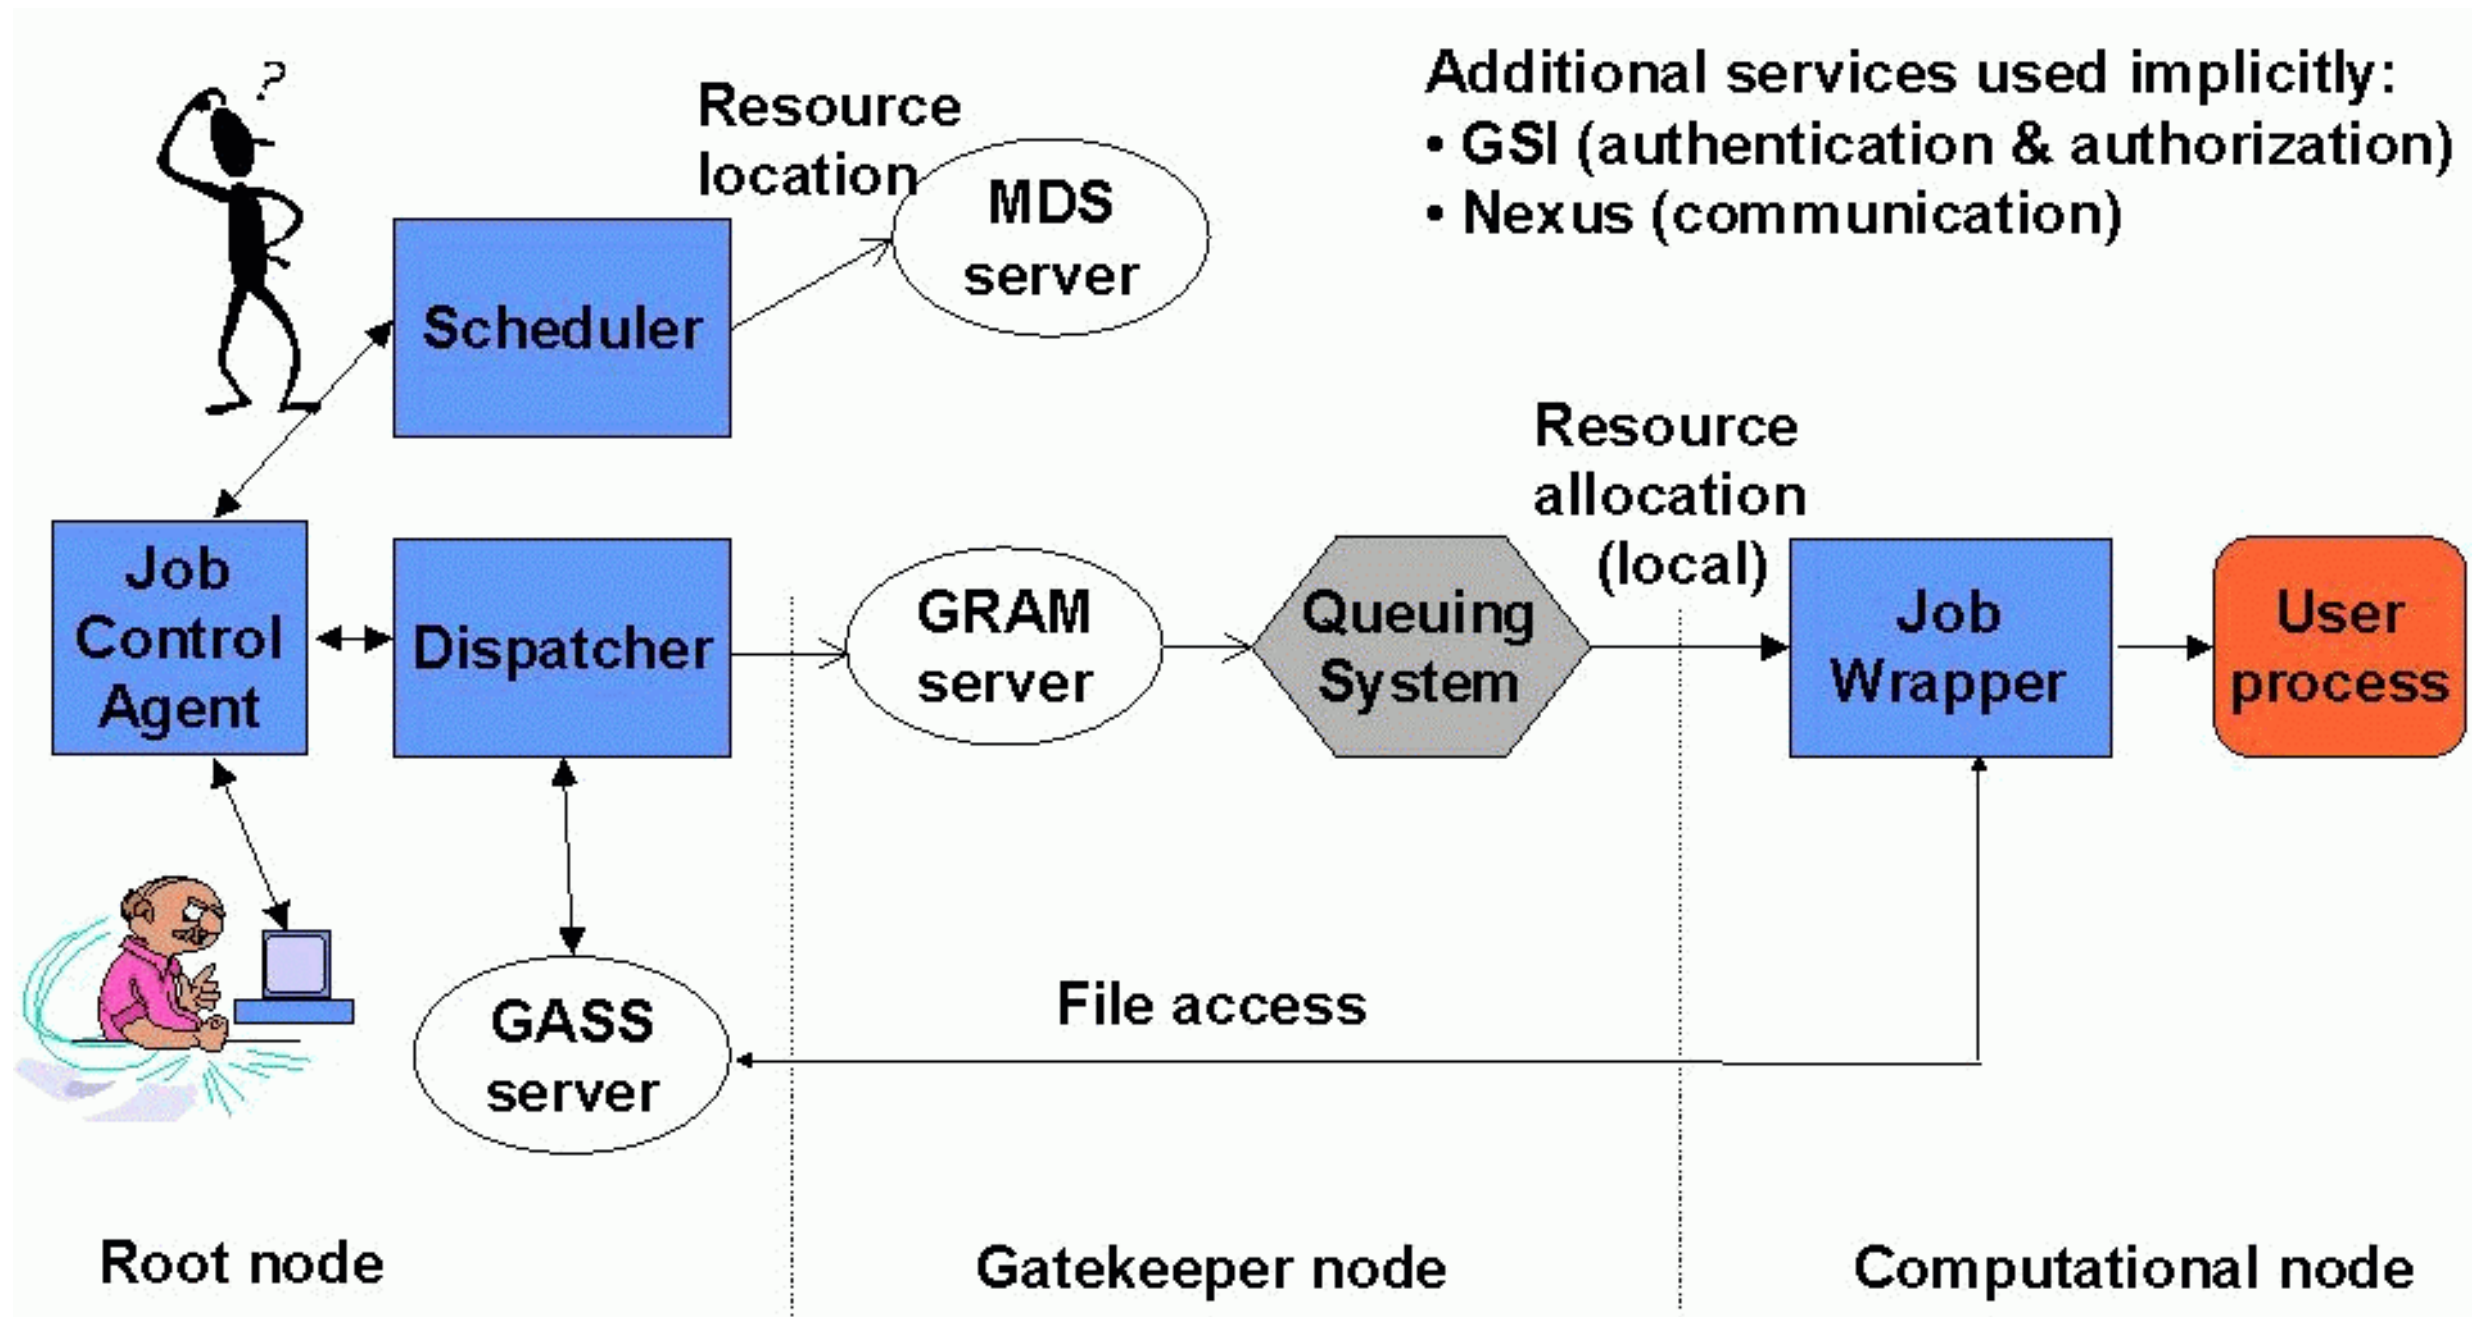 ?
Resource
location
Additional services used implicitly:
• GSI (authentication & authorization)
• Nexus (communication)
MDS
server
Scheduler
Resource
allocation
(local)
Job
Control
Agent
Dispatcher
GRAM
server
Queuing
System
Job
Wrapper
User
process
GASS
server
File access
Root node
Gatekeeper node
Computational node